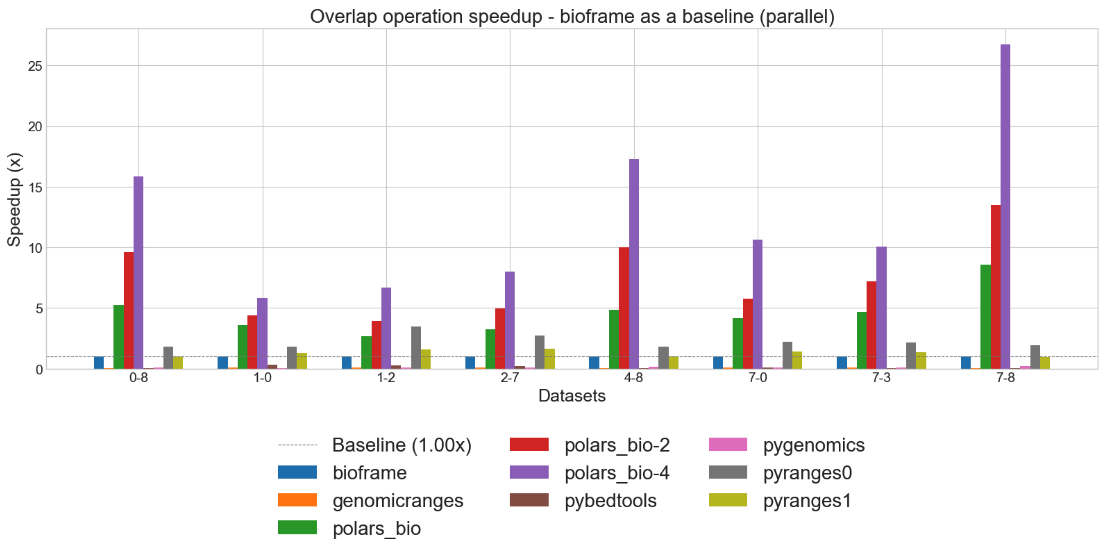 Overlap operation speedup - bioframe as a baseline (parallel)
Speedup (x)
25
20
15
10
5
0
0-8 1-0 1-2 2-7 4-8 7-0 7-3 7-8
Datasets
Baseline (1.00x)
bioframe
genomicranges
polars_bio
polars_bio-2
polars_bio-4
pybedtools
pygenomics
pyranges0
pyranges1